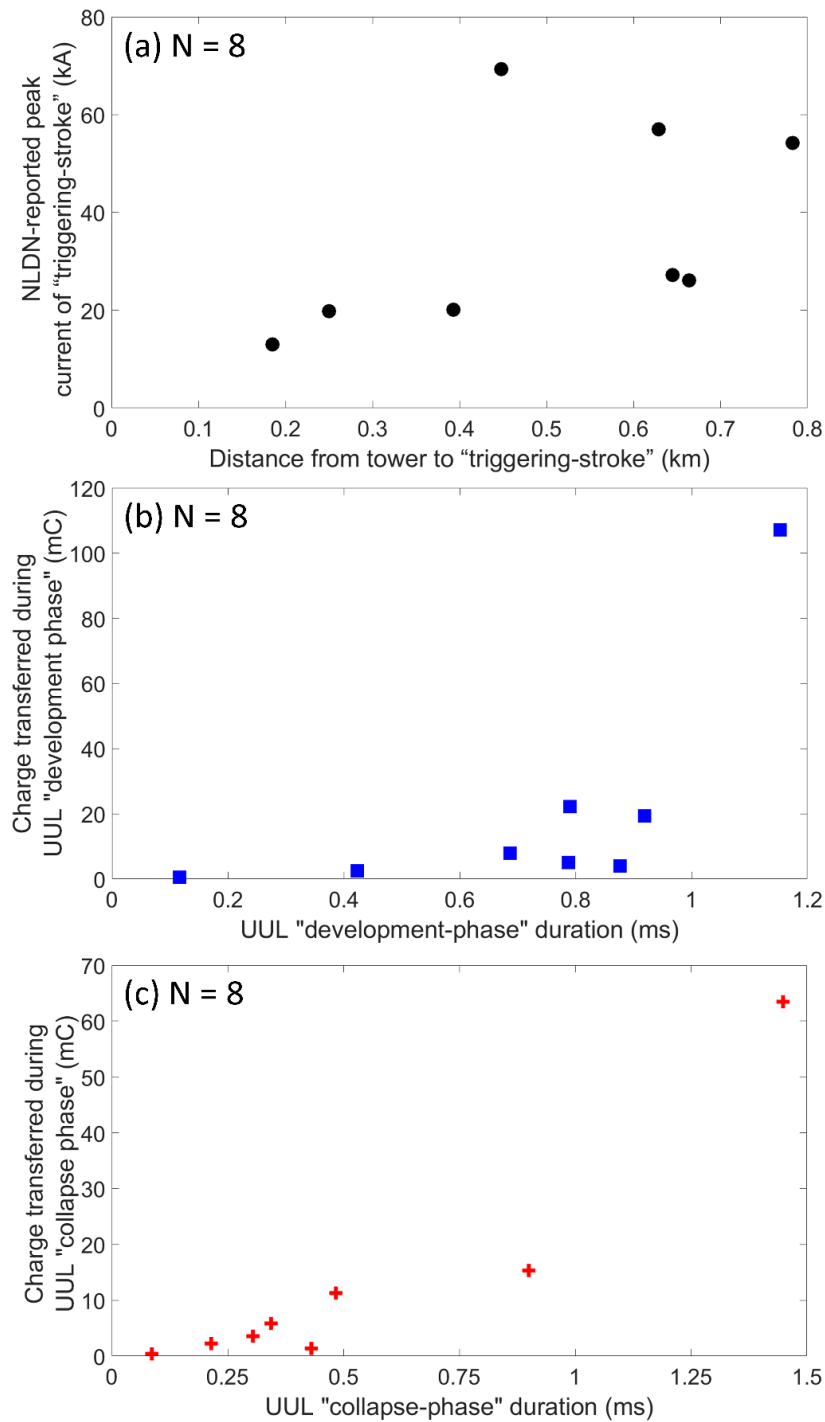 (a) N = 8
NLDN-reported peak
current of “triggering-stroke” (kA)
80
60
40
20
0
0 0.1 0.2 0.3 0.4 0.5 0.6 0.7 0.8
Distance from tower to “triggering-stroke” (km)
(b) N = 8
Charge transferred during
UUL "development phase" (mC)
120
100
80
60
40
20
0
0 0.2 0.4 0.6 0.8 1 1.2
UUL "development-phase" duration (ms)
(c) N = 8
Charge transferred during
UUL "collapse phase" (mC)
70
60
50
40
30
20
10
0
0 0.25 0.5 0.75 1 1.25 1.5
UUL "collapse-phase" duration (ms)